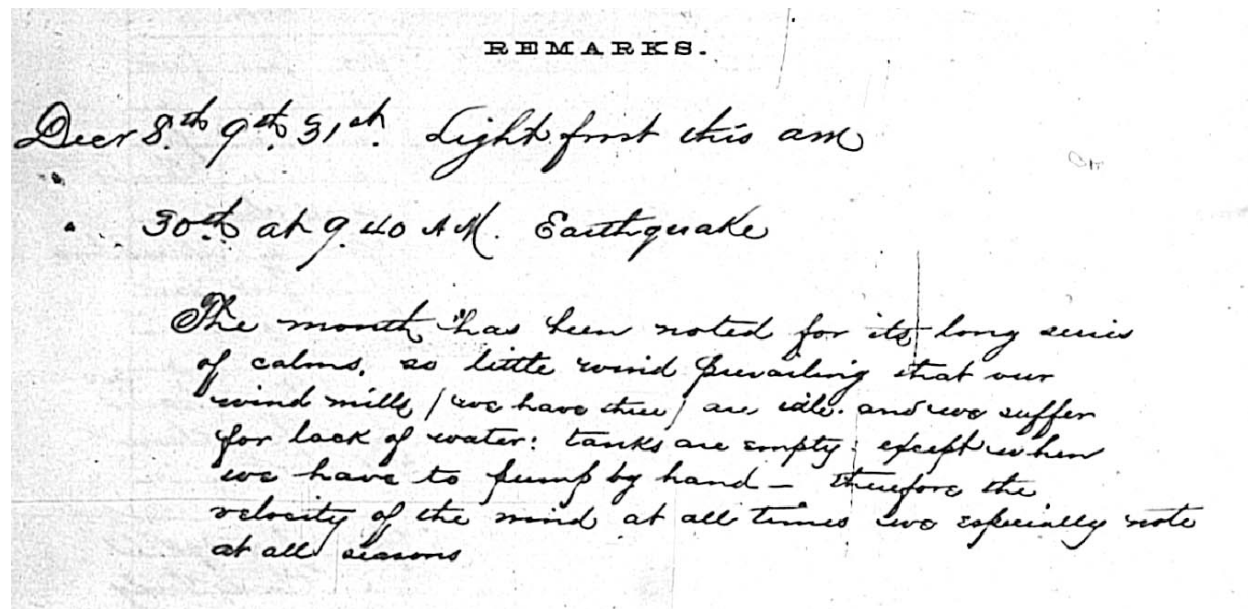 REMARKS.
Decr 8th 9th 31st. Light frost this am
" 30th at 9.40 AM. Earthquake
The month has been noted for its long series
of calms, so little wind prevailing that our
wind mills (we have three) are idle. and we suffer
for lack of water: tanks are empty: except when
we have to pump by hand — therefore the
velocity of the wind at all times we especially note
at all seasons